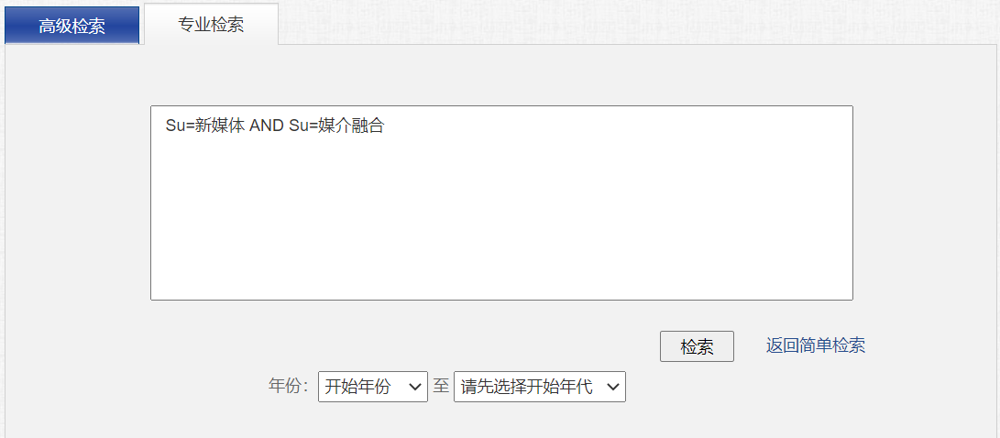 高级检索 专业检索
Su=新媒体 AND Su=媒介融合
检索 返回简单检索
年份： 开始年份 至 请先选择开始年代